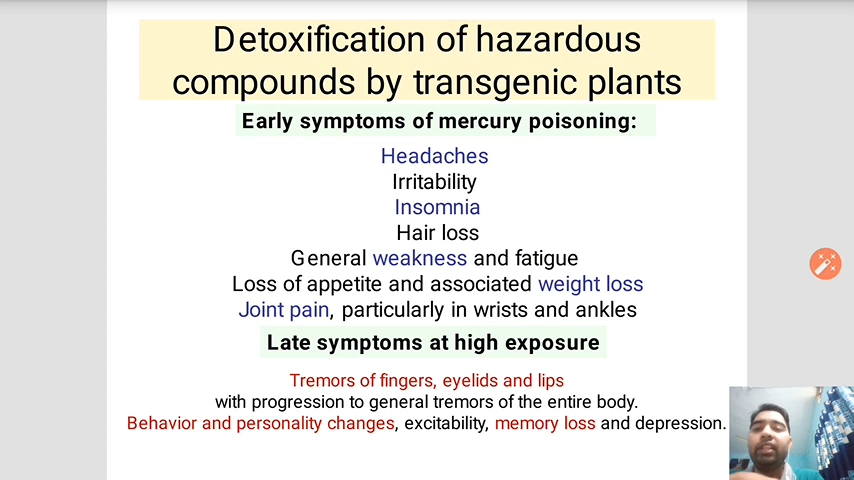 Detoxification of hazardous
compounds by transgenic plants
Early symptoms of mercury poisoning:
Headaches
Irritability
Insomnia
Hair loss
General weakness and fatigue
Loss of appetite and associated weight loss
Joint pain, particularly in wrists and ankles
Late symptoms at high exposure
Tremors of fingers, eyelids and lips
with progression to general tremors of the entire body.
Behavior and personality changes, excitability, memory loss and depression.